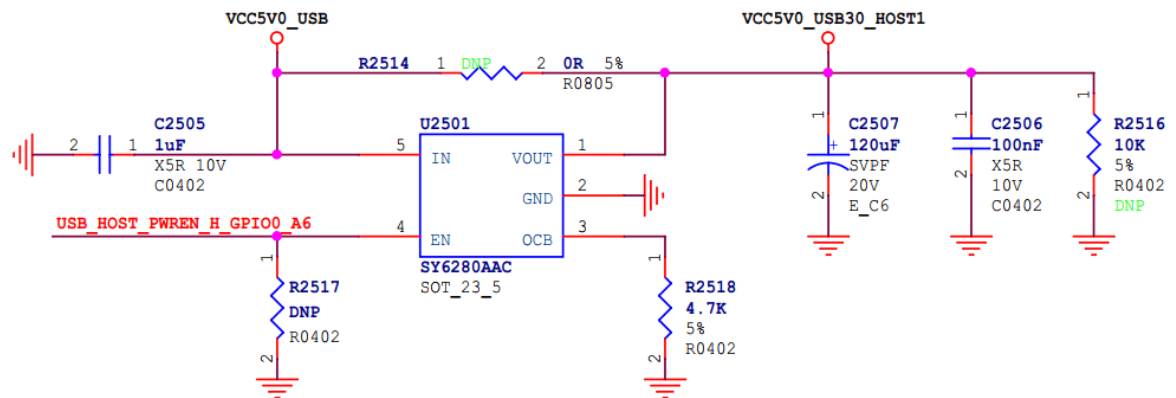 VCC5V0_USB
VCC5V0_USB30_HOST1
R2514 1 DNP 2 0R 5%
R0805
C2505
2 1 1uF
X5R 10V
C0402
U2501
5 IN VOUT 1
GND 2
4 EN OCB 3
SY6280AAC
SOT_23_5
USB_HOST_PWREN_H_GPIO0_A6
1
R2517
DNP
R0402
2
1
R2518
4.7K
5%
R0402
2
1
C2507
+ 120uF
SVPF
20V
E_C6
2
1
C2506
100nF
X5R
10V
C0402
2
1
R2516
10K
5%
R0402
DNP
2